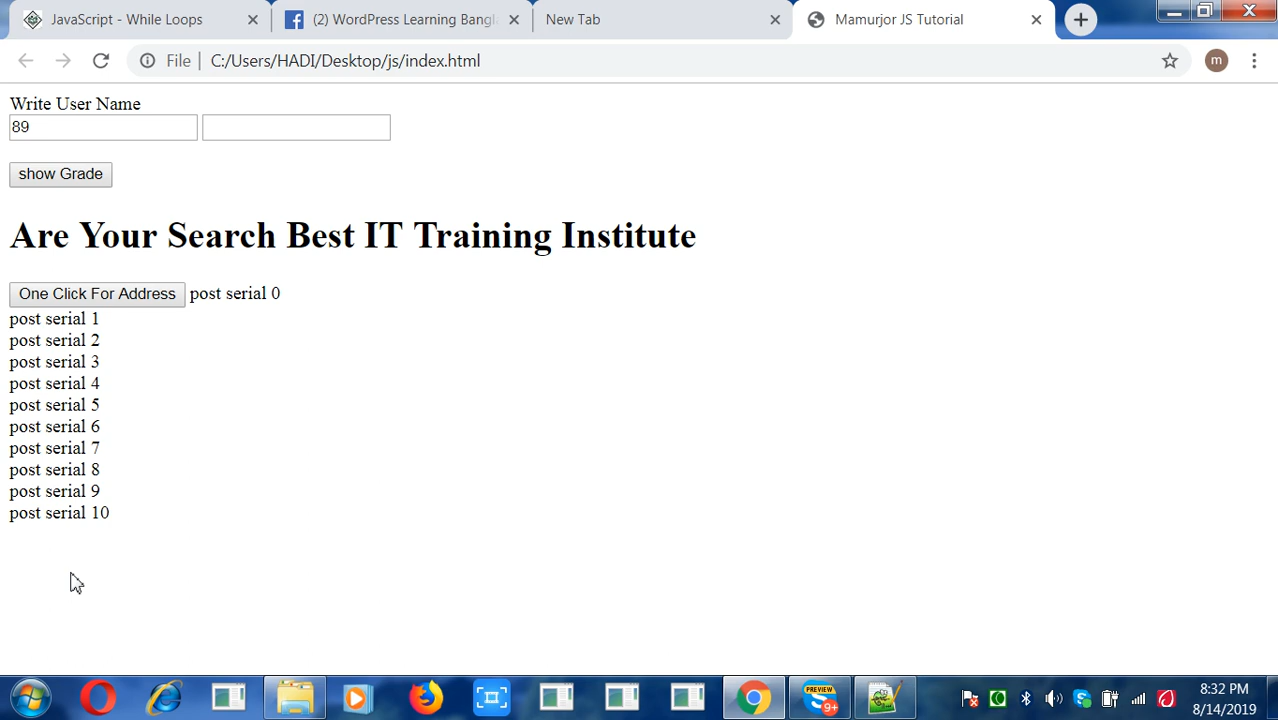 JavaScript - While Loops
(2) WordPress Learning Bangl
New Tab
Mamurjor JS Tutorial
File
C:/Users/HADI/Desktop/js/index.html
m
Write User Name
89
show Grade
Are Your Search Best IT Training Institute
One Click For Address post serial 0
post serial 1
post serial 2
post serial 3
post serial 4
post serial 5
post serial 6
post serial 7
post serial 8
post serial 9
post serial 10
PREVIEW
9+
8:32 PM
8/14/2019